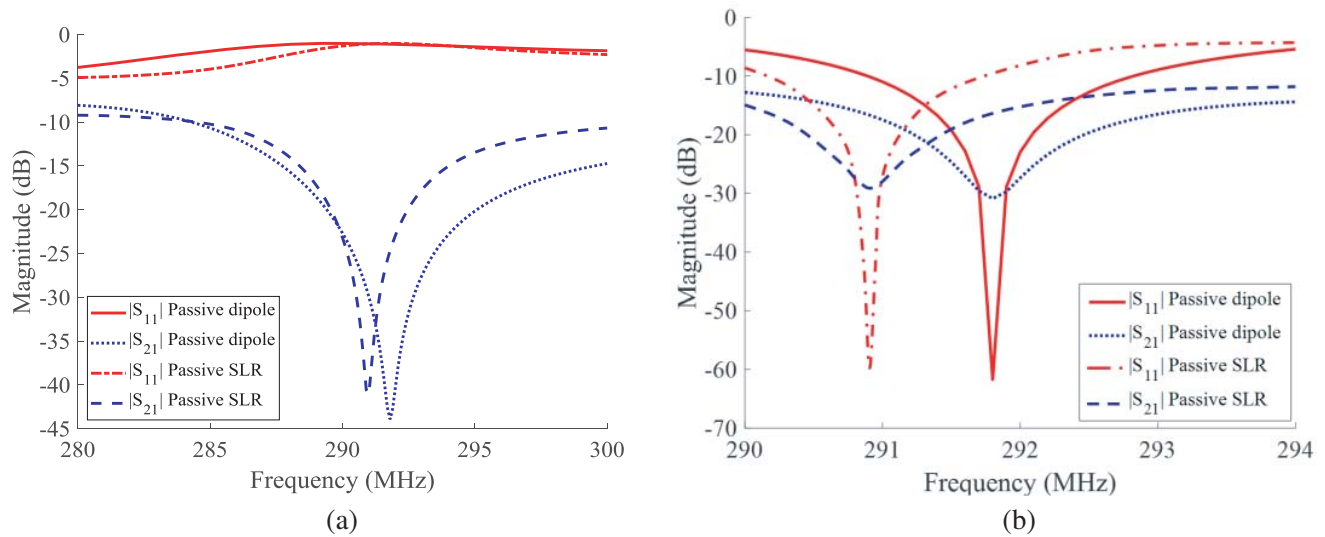 0
-5
-10
-15
-20
-25
-30
-35
-40
-45
Magnitude (dB)
|S11| Passive dipole
|S21| Passive dipole
|S11| Passive SLR
|S21| Passive SLR
280 285 290 295 300
Frequency (MHz)
(a)
0
-10
-20
-30
-40
-50
-60
-70
Magnitude (dB)
|S11| Passive dipole
|S21| Passive dipole
|S11| Passive SLR
|S21| Passive SLR
290 291 292 293 294
Frequency (MHz)
(b)